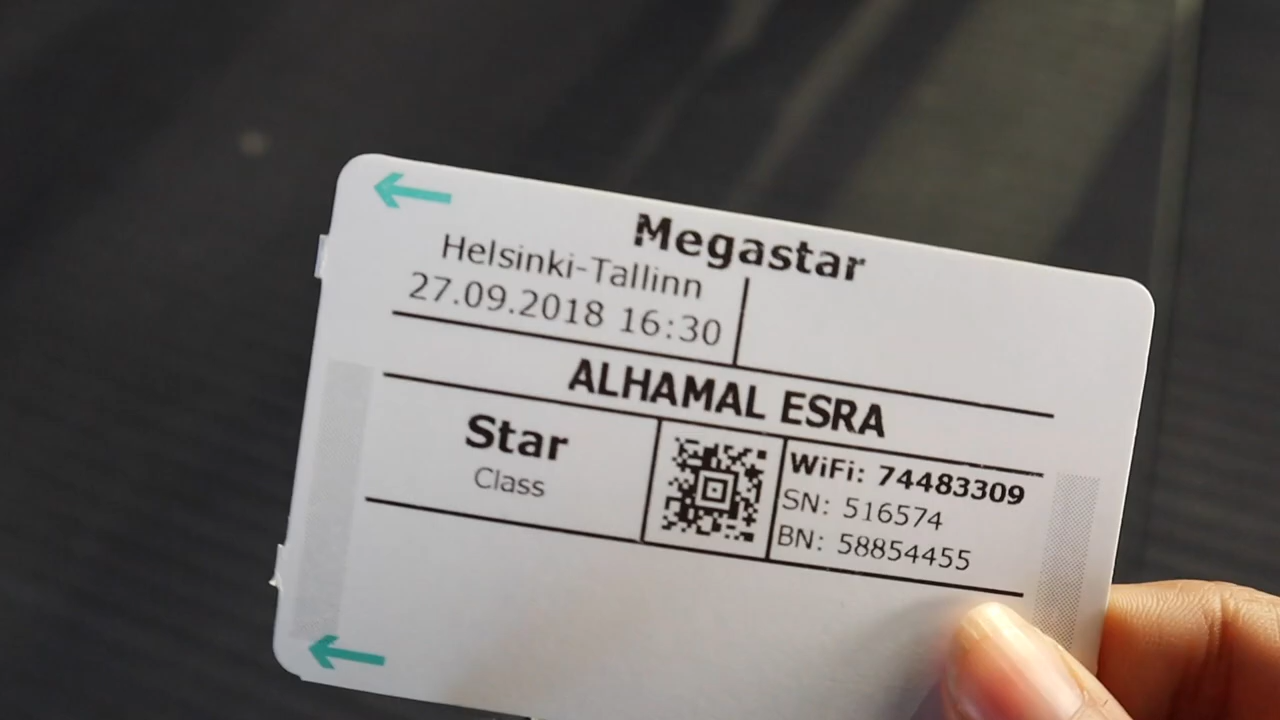 Megastar
Helsinki-Tallinn
27.09.2018 16:30
ALHAMAL ESRA
Star
Class
WiFi: 74483309
SN: 516574
BN: 58854455